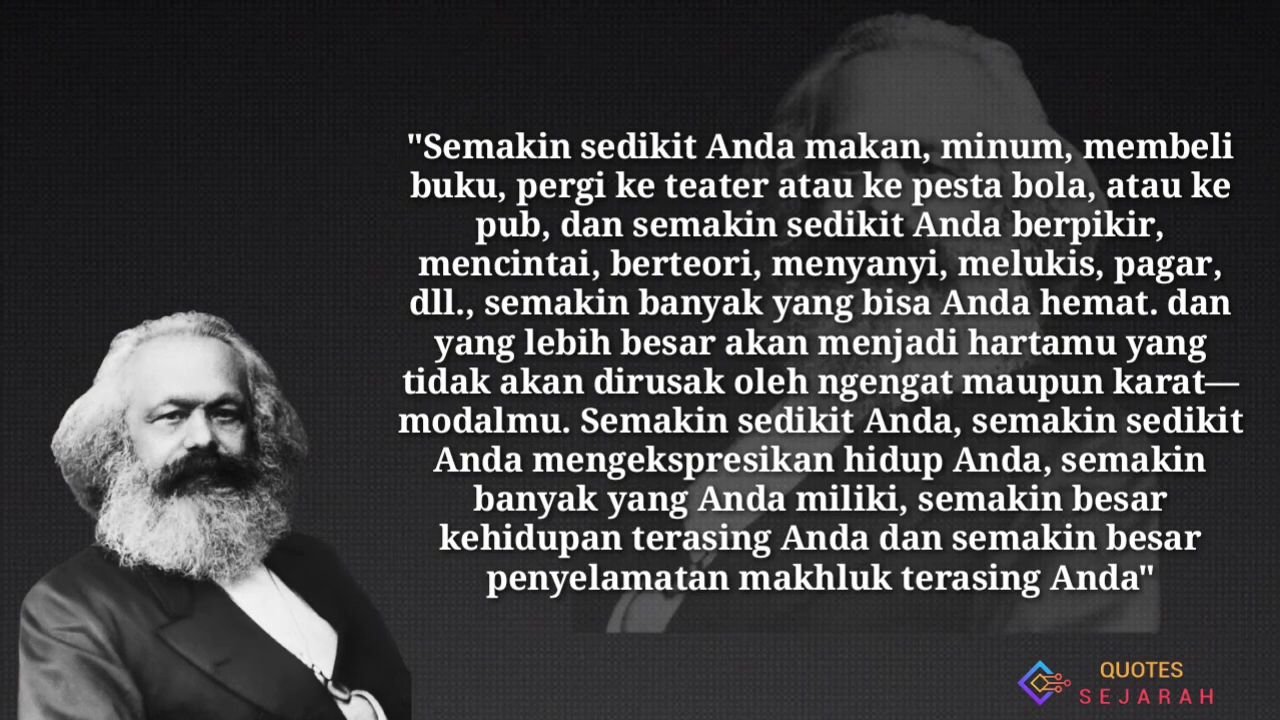 "Semakin sedikit Anda makan, minum, membeli
buku, pergi ke teater atau ke pesta bola, atau ke
pub, dan semakin sedikit Anda berpikir,
mencintai, berteori, menyanyi, melukis, pagar,
dll., semakin banyak yang bisa Anda hemat. dan
yang lebih besar akan menjadi hartamu yang
tidak akan dirusak oleh ngengat maupun karat—
modalmu. Semakin sedikit Anda, semakin sedikit
Anda mengekspresikan hidup Anda, semakin
banyak yang Anda miliki, semakin besar
kehidupan terasing Anda dan semakin besar
penyelamatan makhluk terasing Anda"
QUOTES
SEJARAH